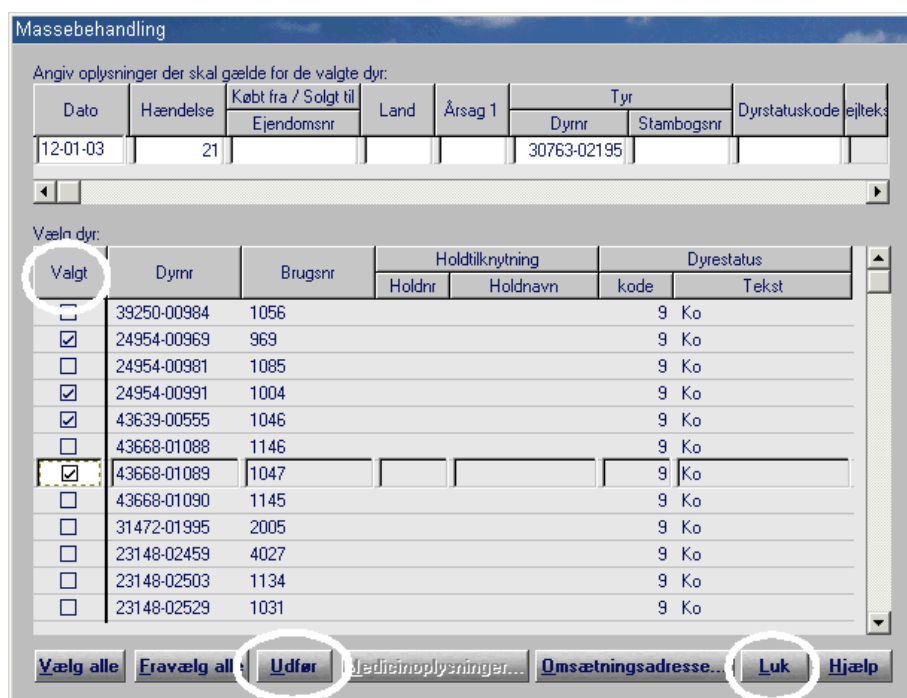 Massebehandling
Angiv oplysninger der skal gælde for de valgte dyr:
Dato Hændelse Købt fra / Solgt til Land Årsag 1 Tyr Dyrstatuskode ejlteks
Ejendomsnr Dyrnr Stambogsnr
12-01-03 21 30763-02195
Vælg dyr:
Valgt Dyrnr Brugsnr Holdtilknytning Dyrestatus
Holdnr Holdnavn kode Tekst
39250-00984 1056 9 Ko
24954-00969 969 9 Ko
24954-00981 1085 9 Ko
24954-00991 1004 9 Ko
43639-00555 1046 9 Ko
43668-01088 1146 9 Ko
43668-01089 1047 9 Ko
43668-01090 1145 9 Ko
31472-01995 2005 9 Ko
23148-02459 4027 9 Ko
23148-02503 1134 9 Ko
23148-02529 1031 9 Ko
Vælg alle Fravælg alle Udfør Medicinoplysninger... Omsætningsadresse... Luk Hjælp